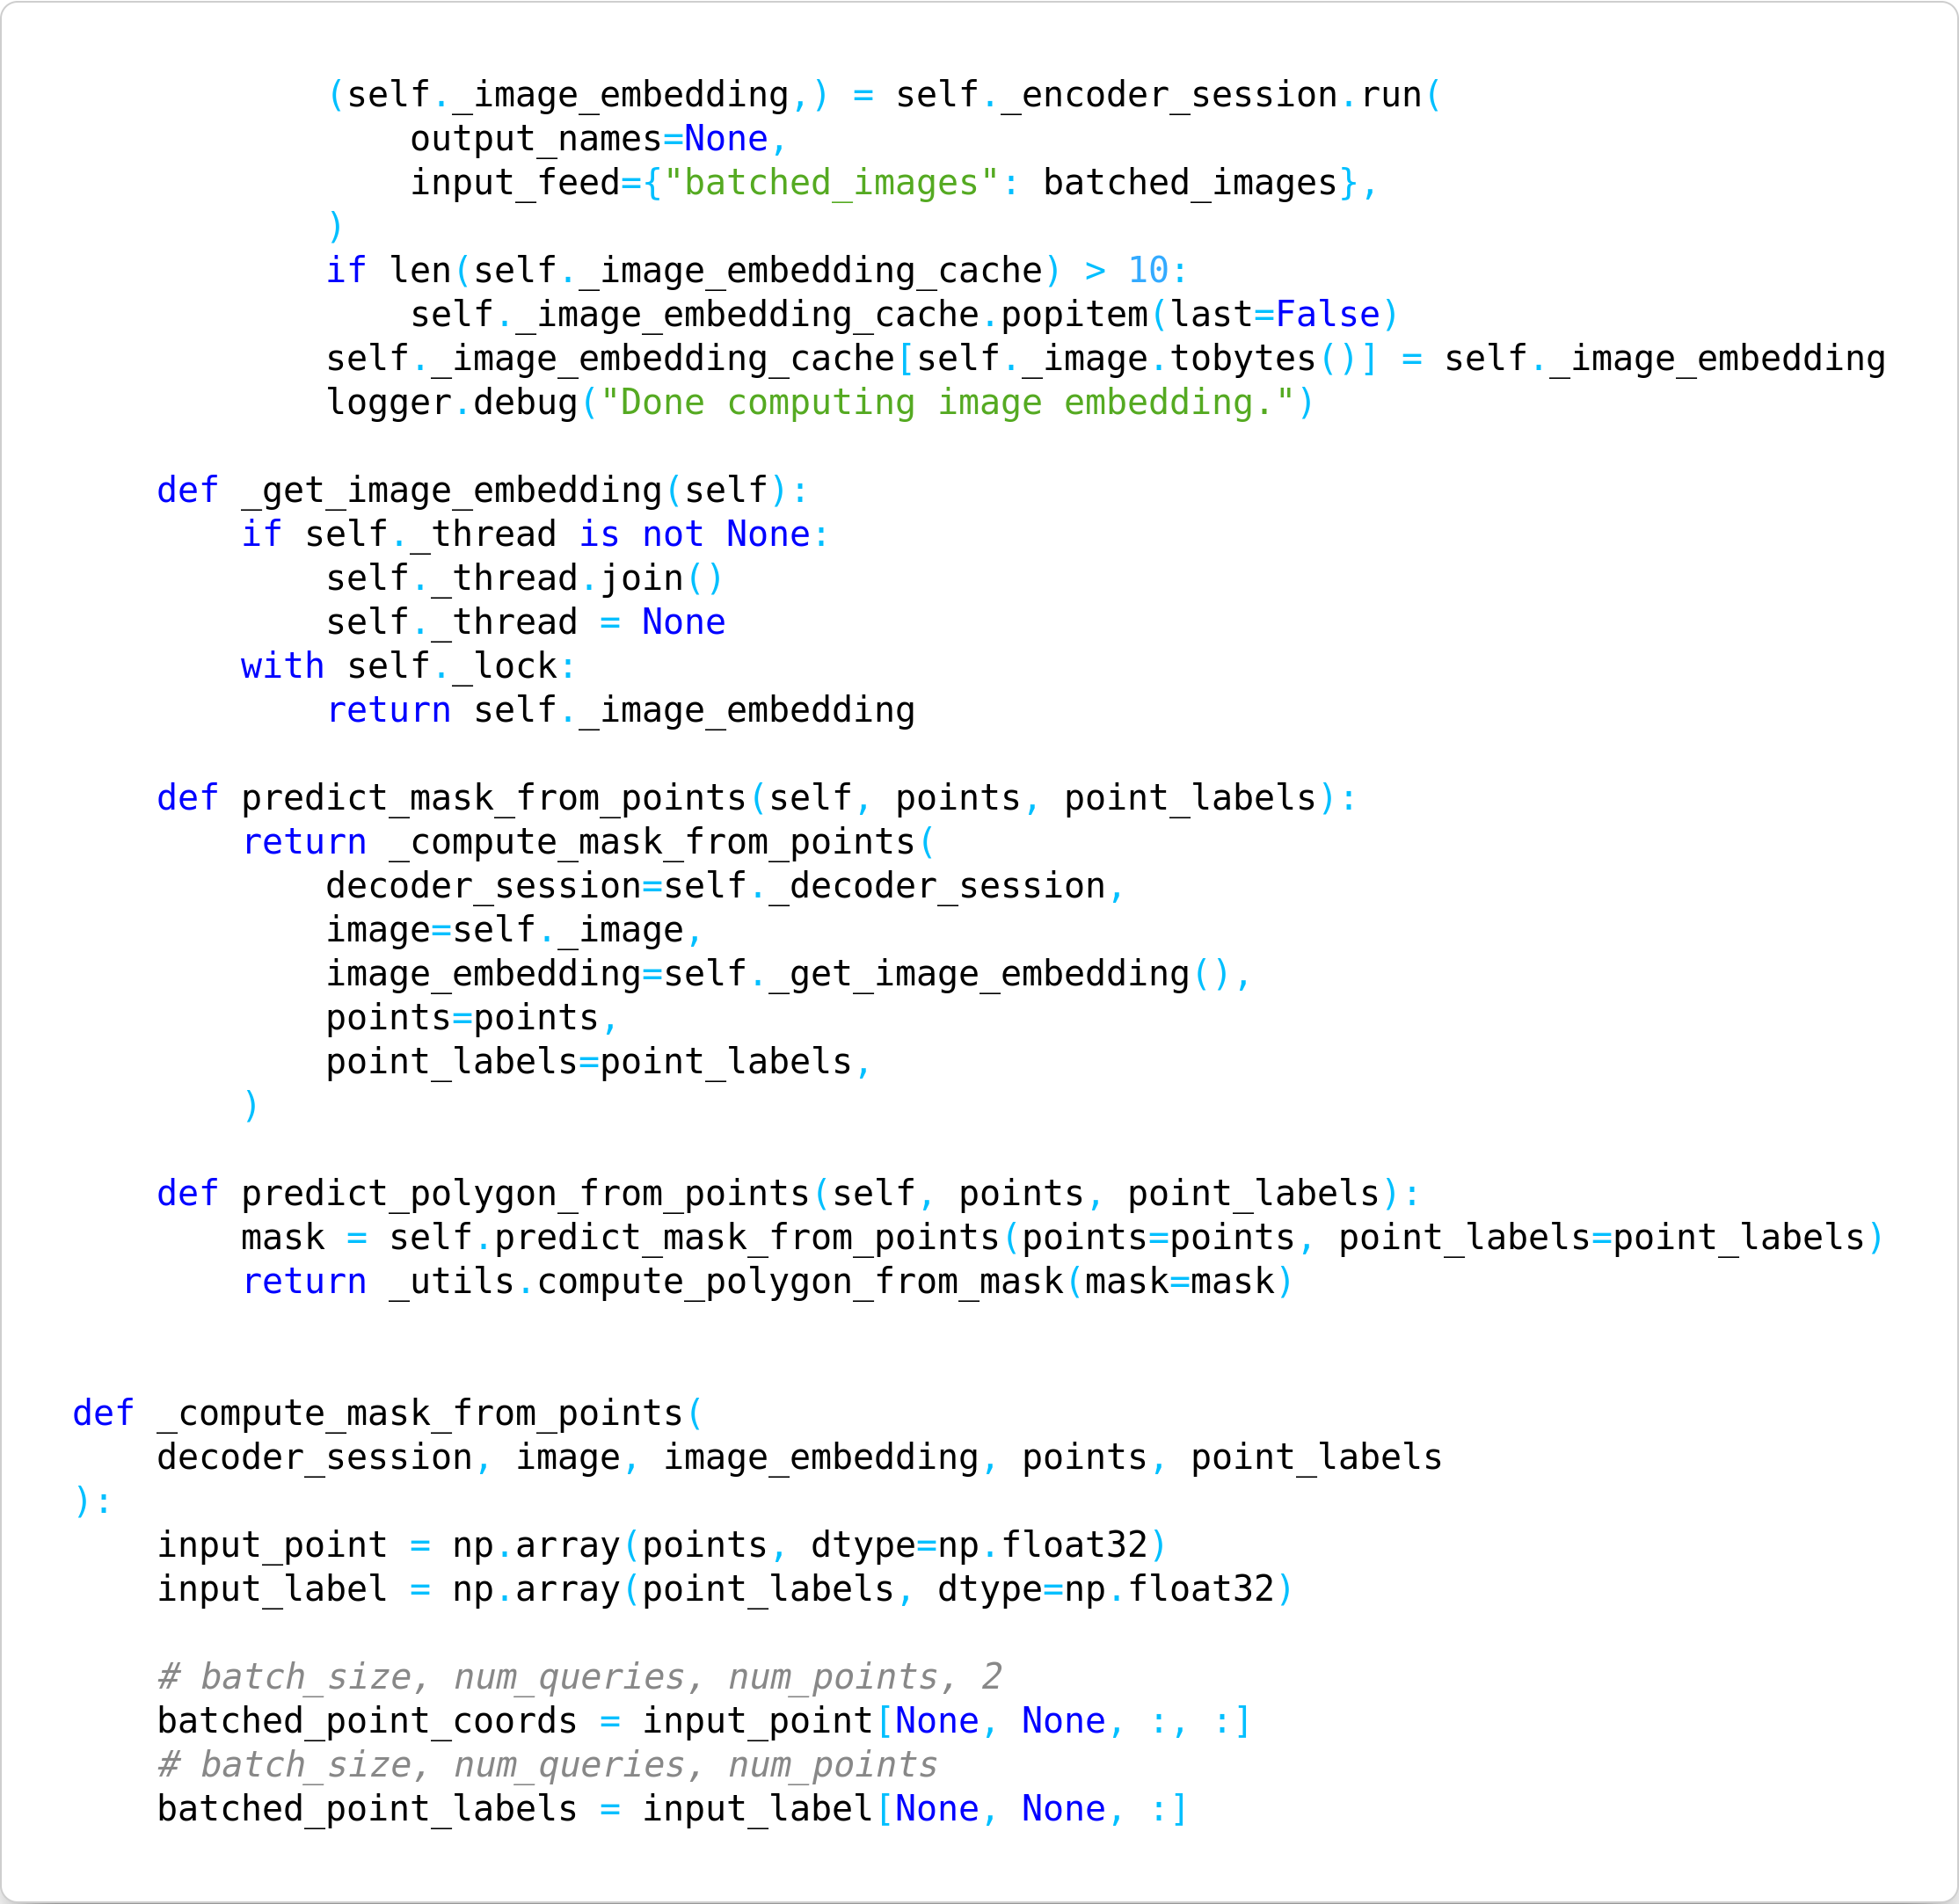 (self._image_embedding,) = self._encoder_session.run(
                output_names=None,
                input_feed={"batched_images": batched_images},
            )
            if len(self._image_embedding_cache) > 10:
                self._image_embedding_cache.popitem(last=False)
            self._image_embedding_cache[self._image.tobytes()] = self._image_embedding
            logger.debug("Done computing image embedding.")

    def _get_image_embedding(self):
        if self._thread is not None:
            self._thread.join()
            self._thread = None
        with self._lock:
            return self._image_embedding

    def predict_mask_from_points(self, points, point_labels):
        return _compute_mask_from_points(
            decoder_session=self._decoder_session,
            image=self._image,
            image_embedding=self._get_image_embedding(),
            points=points,
            point_labels=point_labels,
        )

    def predict_polygon_from_points(self, points, point_labels):
        mask = self.predict_mask_from_points(points=points, point_labels=point_labels)
        return _utils.compute_polygon_from_mask(mask=mask)


def _compute_mask_from_points(
    decoder_session, image, image_embedding, points, point_labels
):
    input_point = np.array(points, dtype=np.float32)
    input_label = np.array(point_labels, dtype=np.float32)

    # batch_size, num_queries, num_points, 2
    batched_point_coords = input_point[None, None, :, :]
    # batch_size, num_queries, num_points
    batched_point_labels = input_label[None, None, :]